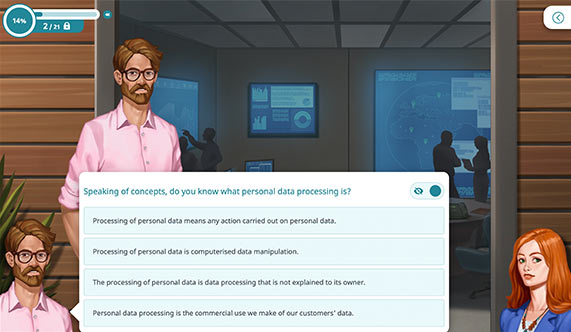 14%
2 / 21
Speaking of concepts, do you know what personal data processing is?
Processing of personal data means any action carried out on personal data.
Processing of personal data is computerised data manipulation.
The processing of personal data is data processing that is not explained to its owner.
Personal data processing is the commercial use we make of our customers' data.